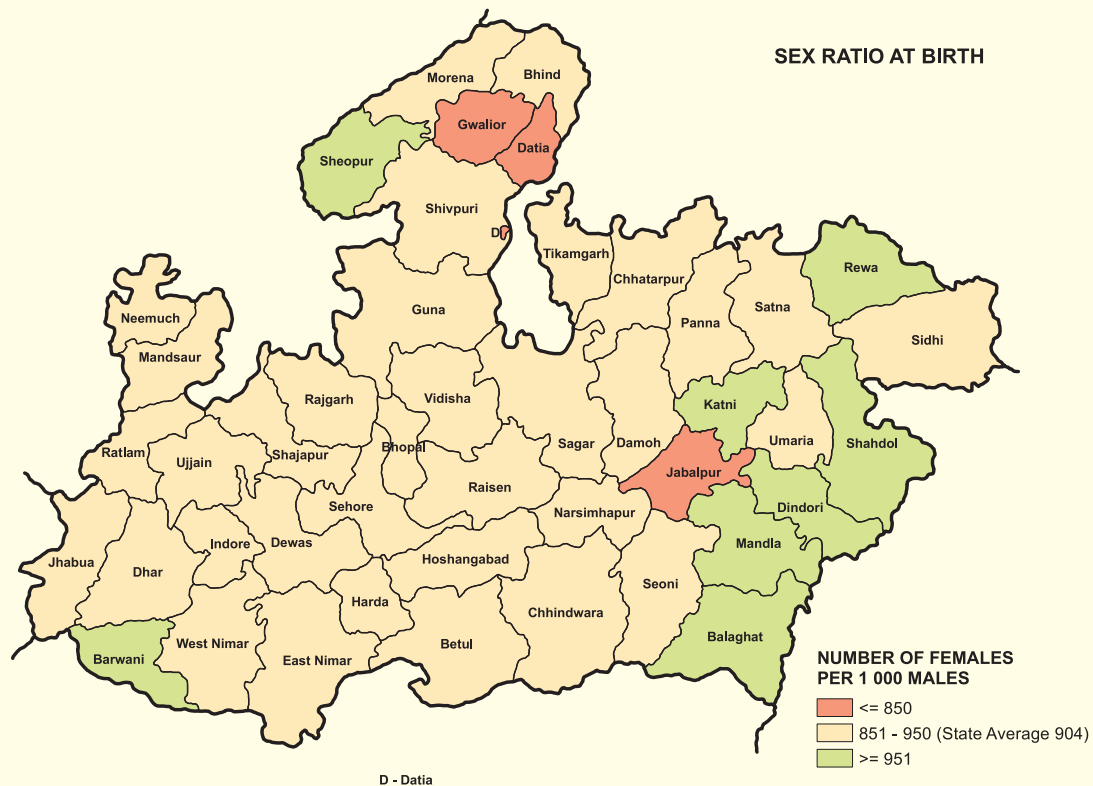 SEX RATIO AT BIRTH
Morena
Bhind
Gwalior
Datia
Sheopur
Shivpuri
D
Tikamgarh
Chhatarpur
Rewa
Panna
Satna
Guna
Neemuch
Sidhi
Mandsaur
Rajgarh
Vidisha
Katni
Umaria
Shahdol
Sagar
Damoh
Bhopal
Ratlam
Shajapur
Ujjain
Jabalpur
Raisen
Sehore
Dindori
Narsimhapur
Indore
Dewas
Mandla
Jhabua
Dhar
Hoshangabad
Seoni
Harda
Chhindwara
West Nimar
Betul
Balaghat
Barwani
East Nimar
NUMBER OF FEMALES
PER 1 000 MALES
<= 850
851 - 950 (State Average 904)
>= 951
D - Datia